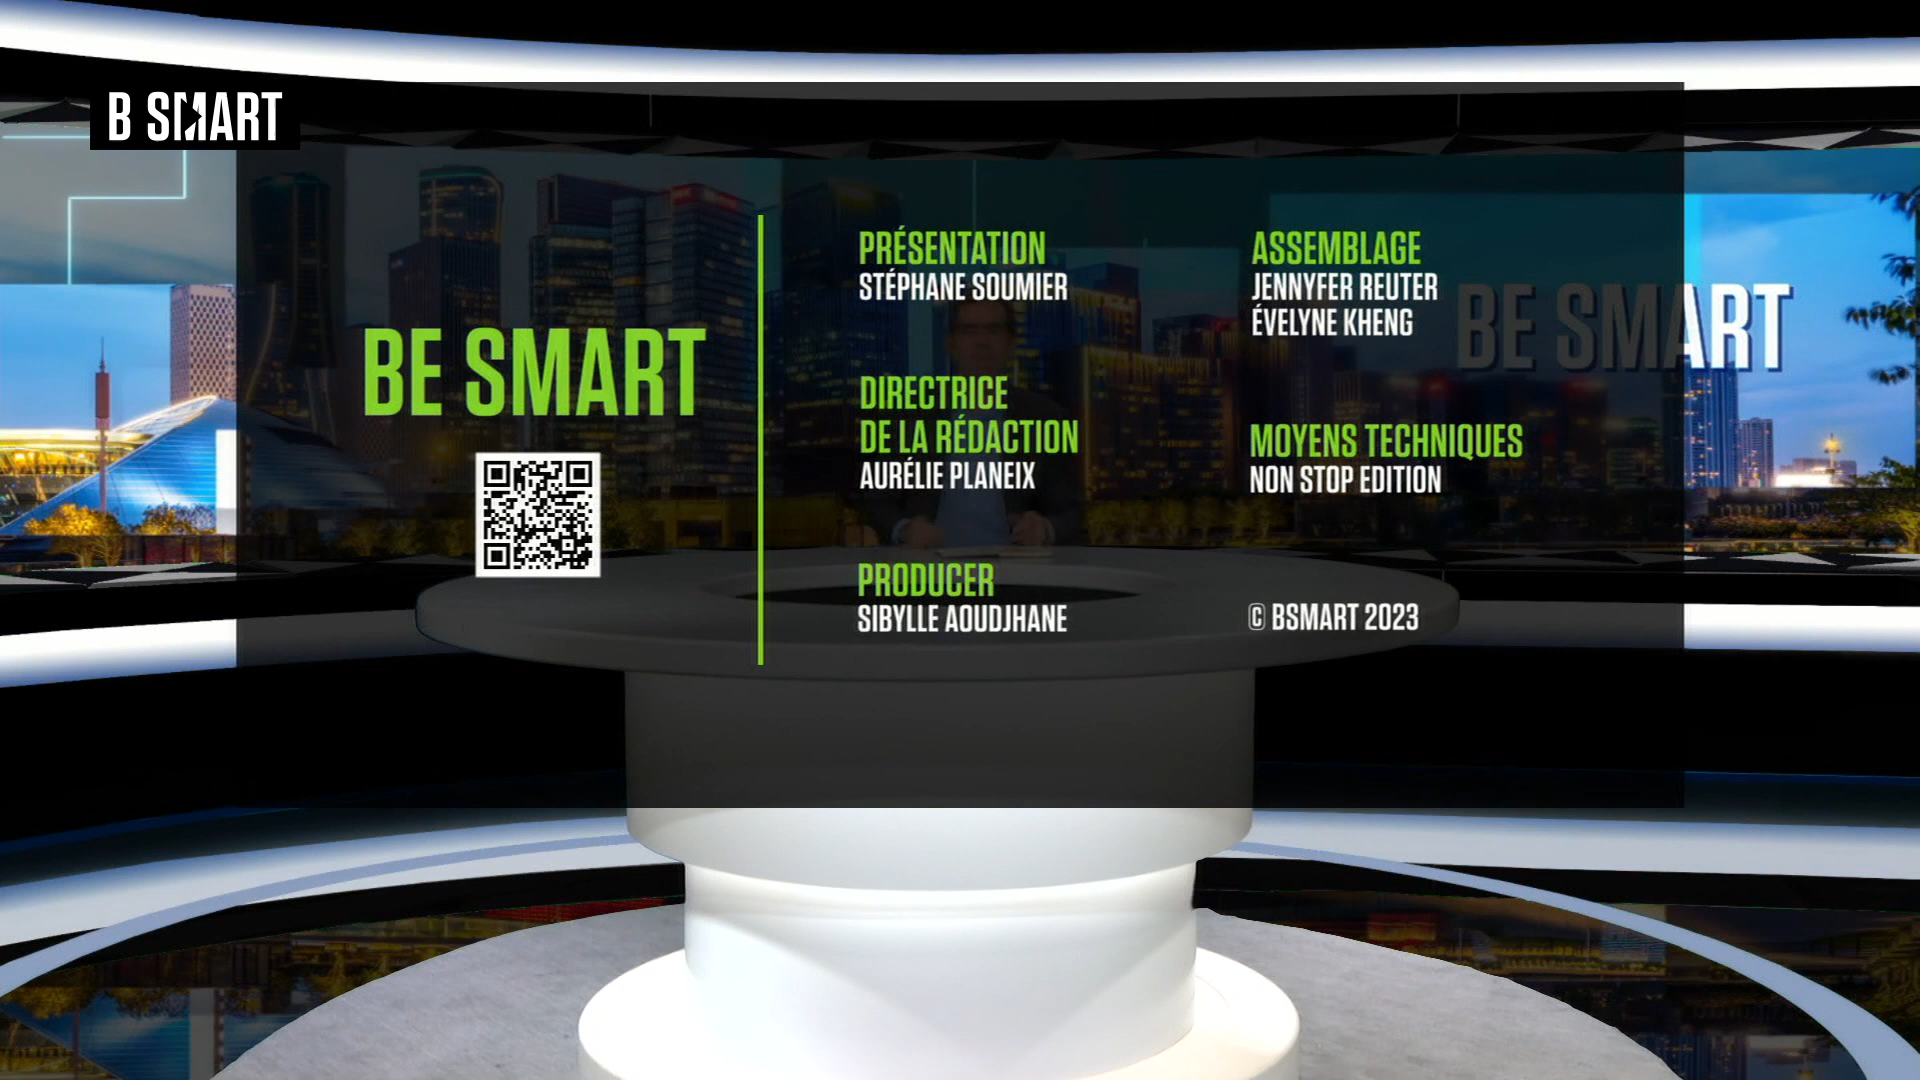 B SMART
BE SMART
PRÉSENTATION
STÉPHANE SOUMIER
DIRECTRICE
DE LA RÉDACTION
AURÉLIE PLANEIX
PRODUCER
SIBYLLE AOUDJHANE
ASSEMBLAGE
JENNYFER REUTER
ÉVELYNE KHENG
MOYENS TECHNIQUES
NON STOP EDITION
© BSMART 2023
BE SMART